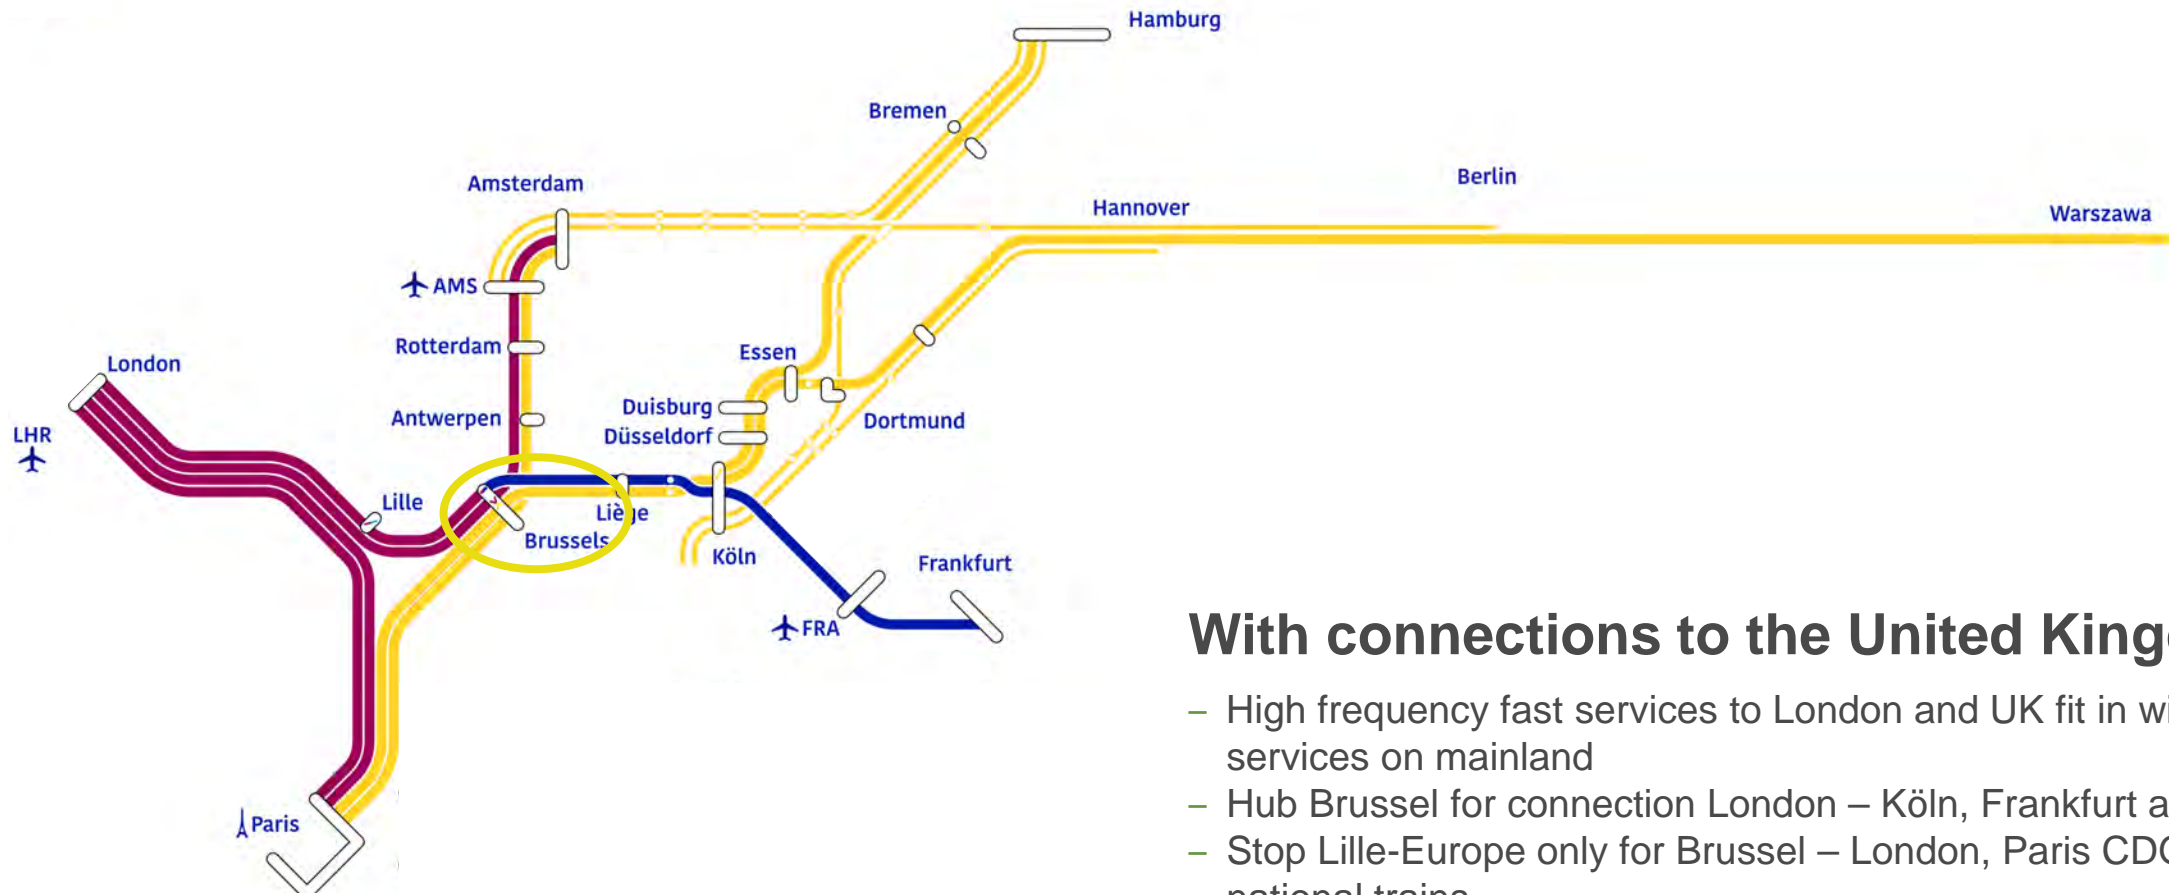 Hamburg
Bremen
Amsterdam
Berlin
Hannover
Warszawa
AMS
Rotterdam
London
Essen
Antwerpen
Duisburg
Düsseldorf
Dortmund
LHR
Lille
Liège
Brussels
Köln
Frankfurt
FRA
Paris
With connections to the United King
– High frequency fast services to London and UK fit in wi
services on mainland
– Hub Brussel for connection London – Köln, Frankfurt a
– Stop Lille-Europe only for Brussel – London, Paris CDG
national trains